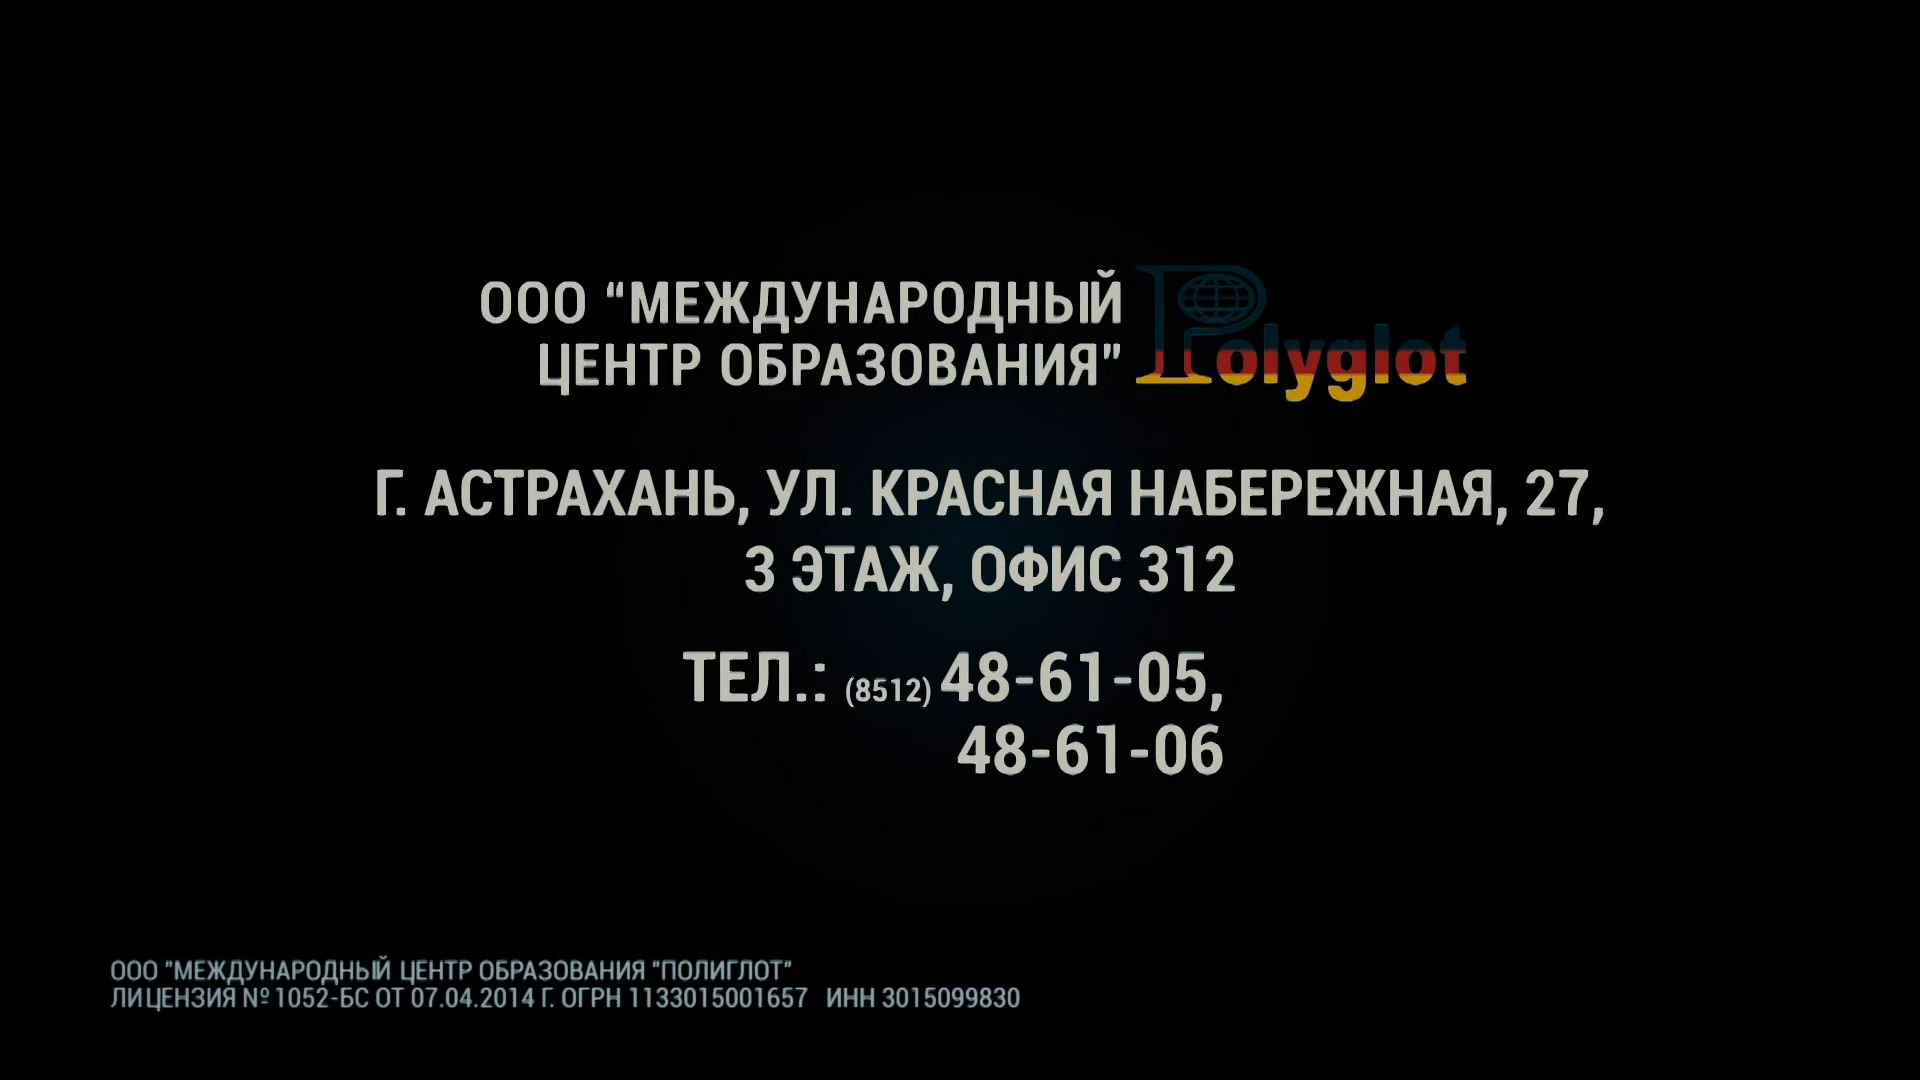 ООО “МЕЖДУНАРОДНЫЙ
ЦЕНТР ОБРАЗОВАНИЯ” Polyglot
Г. АСТРАХАНЬ, УЛ. КРАСНАЯ НАБЕРЕЖНАЯ, 27,
3 ЭТАЖ, ОФИС 312
ТЕЛ.: (8512) 48-61-05,
48-61-06
ООО "МЕЖДУНАРОДНЫЙ ЦЕНТР ОБРАЗОВАНИЯ "ПОЛИГЛОТ"
ЛИЦЕНЗИЯ № 1052-БС ОТ 07.04.2014 Г. ОГРН 1133015001657 ИНН 3015099830